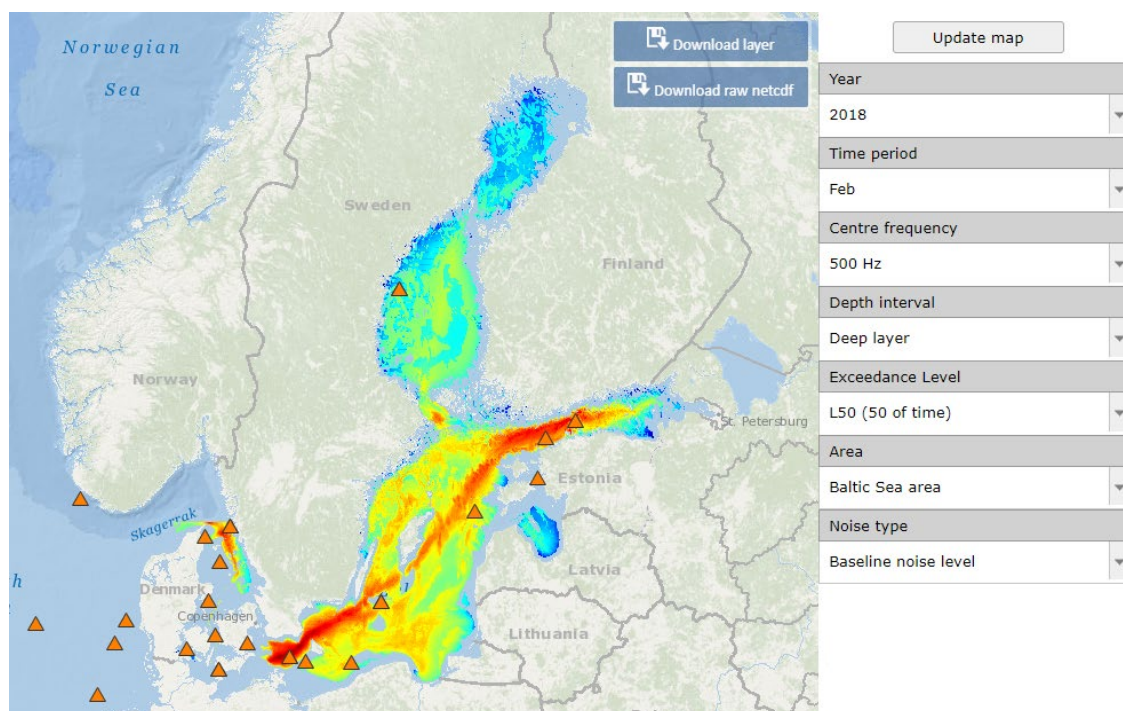 Norwegian
Sea
Download layer
Download raw netcdf
Sweden
Finland
Norway
St. Petersburg
Estonia
Skagerrak
Latvia
Denmark
Copenhagen
Lithuania
h
Update map
Year
2018
Time period
Feb
Centre frequency
500 Hz
Depth interval
Deep layer
Exceedance Level
L50 (50 of time)
Area
Baltic Sea area
Noise type
Baseline noise level